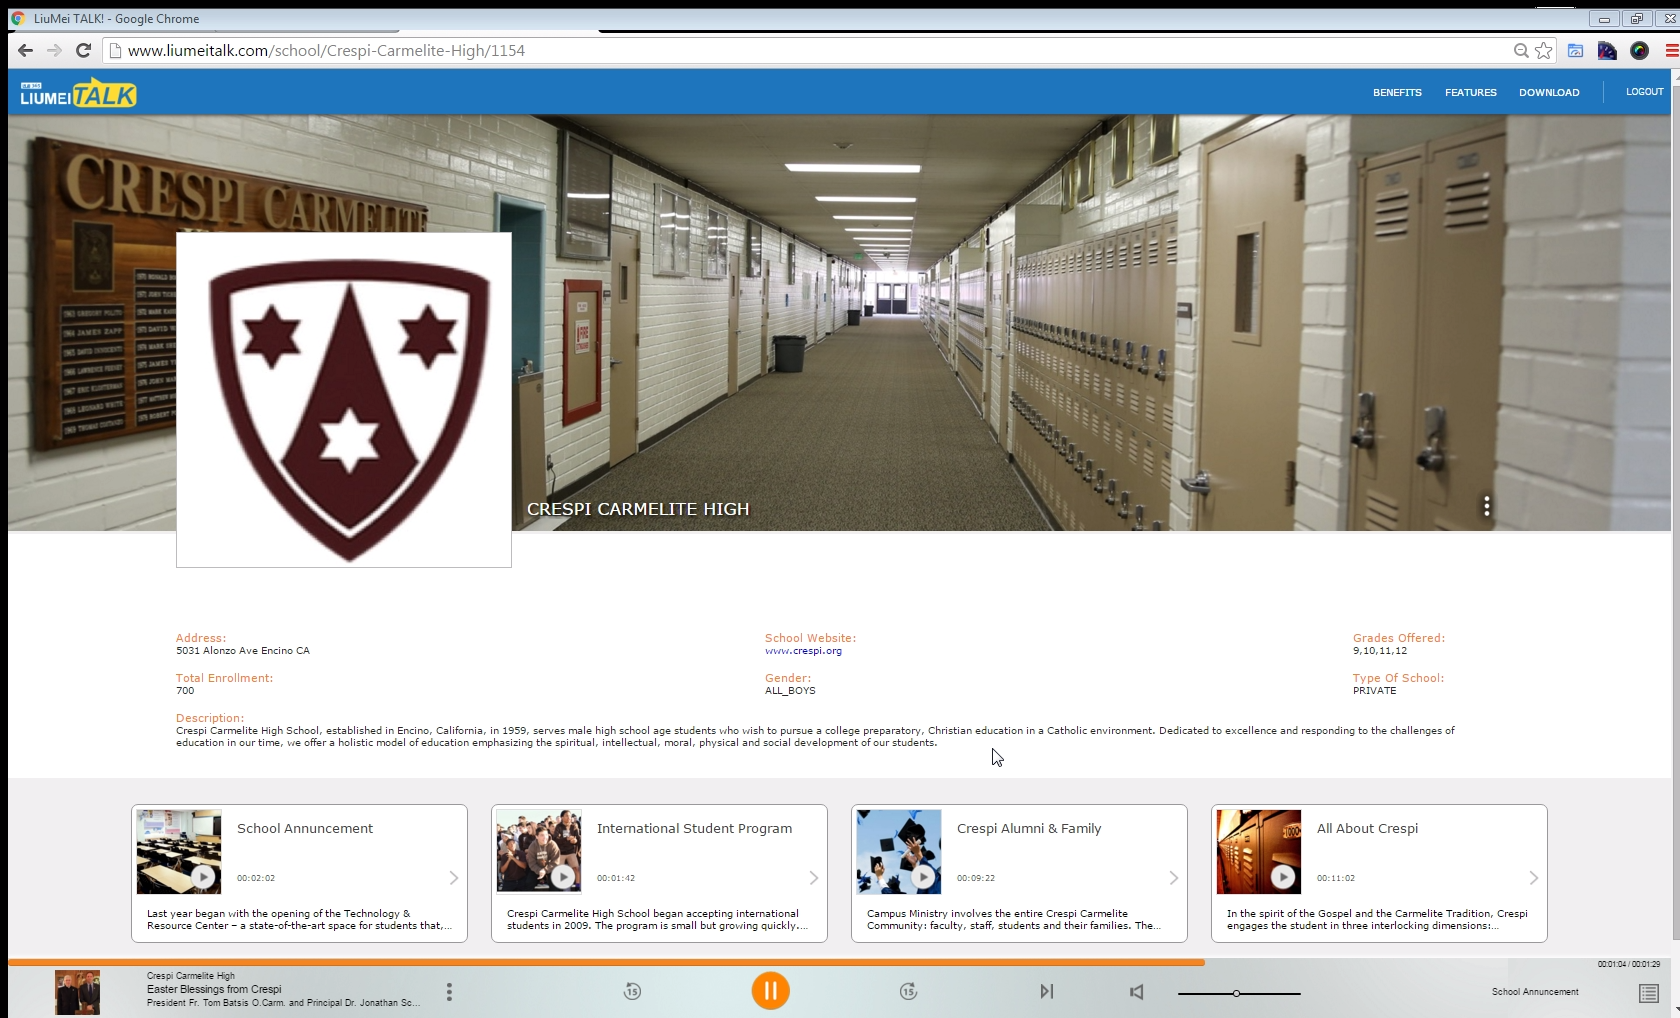 LiuMei TALK! - Google Chrome
www.liumeitalk.com/school/Crespi-Carmelite-High/1154
LIUMEI TALK
BENEFITS FEATURES DOWNLOAD LOGOUT
CRESPI CARMELITE
FIRE
CRESPI CARMELITE HIGH
Address:
5031 Alonzo Ave Encino CA
School Website:
www.crespi.org
Grades Offered:
9,10,11,12
Total Enrollment:
700
Gender:
ALL_BOYS
Type Of School:
PRIVATE
Description:
Crespi Carmelite High School, established in Encino, California, in 1959, serves male high school age students who wish to pursue a college preparatory, Christian education in a Catholic environment. Dedicated to excellence and responding to the challenges of
education in our time, we offer a holistic model of education emphasizing the spiritual, intellectual, moral, physical and social development of our students.
School Annuncement
00:02:02
Last year began with the opening of the Technology &
Resource Center – a state-of-the-art space for students that,...
International Student Program
00:01:42
Crespi Carmelite High School began accepting international
students in 2009. The program is small but growing quickly....
Crespi Alumni & Family
00:09:22
Campus Ministry involves the entire Crespi Carmelite
Community: faculty, staff, students and their families. The...
All About Crespi
00:11:02
In the spirit of the Gospel and the Carmelite Tradition, Crespi
engages the student in three interlocking dimensions:...
00:01:04 / 00:01:29
Crespi Carmelite High
Easter Blessings from Crespi
President Fr. Tom Batsis O.Carm. and Principal Dr. Jonathan Sc...
15
15
School Annuncement